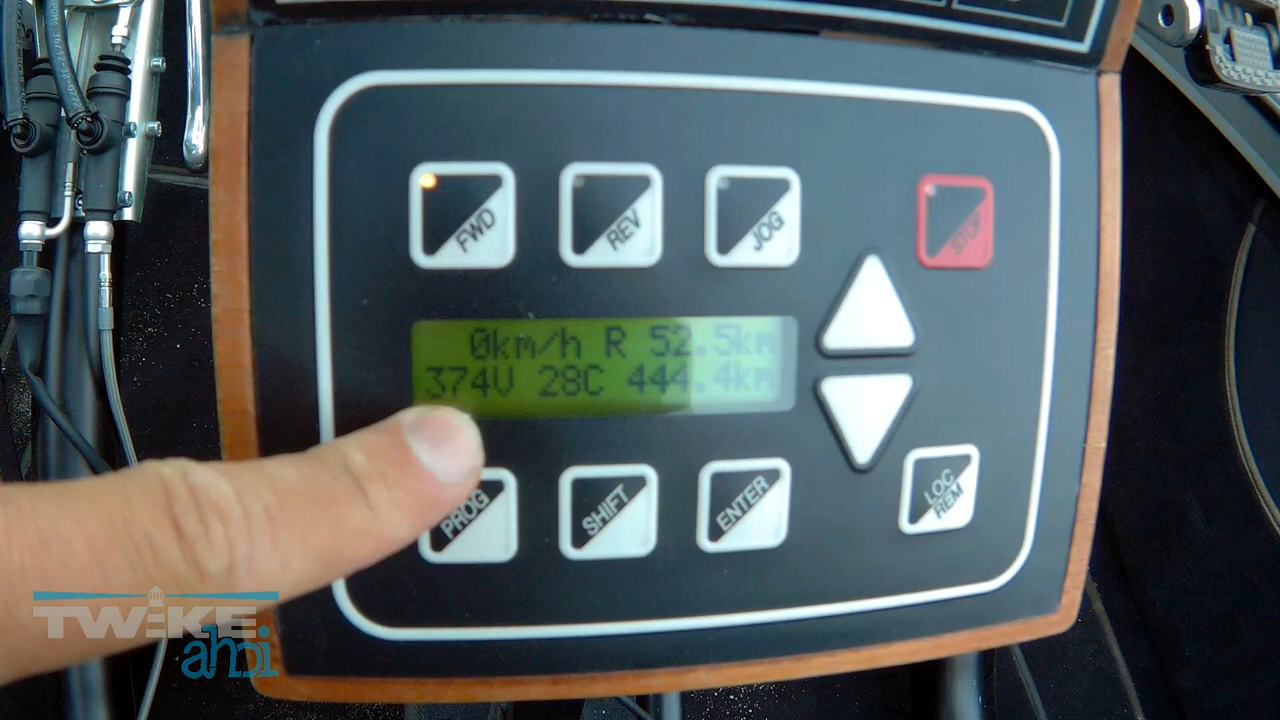 FWD
REV
JOG
STOP
0km/h R 52.5km
374V 28C 444.4km
PROG
SHIFT
ENTER
LOC
REM
TWIKE
ahoi